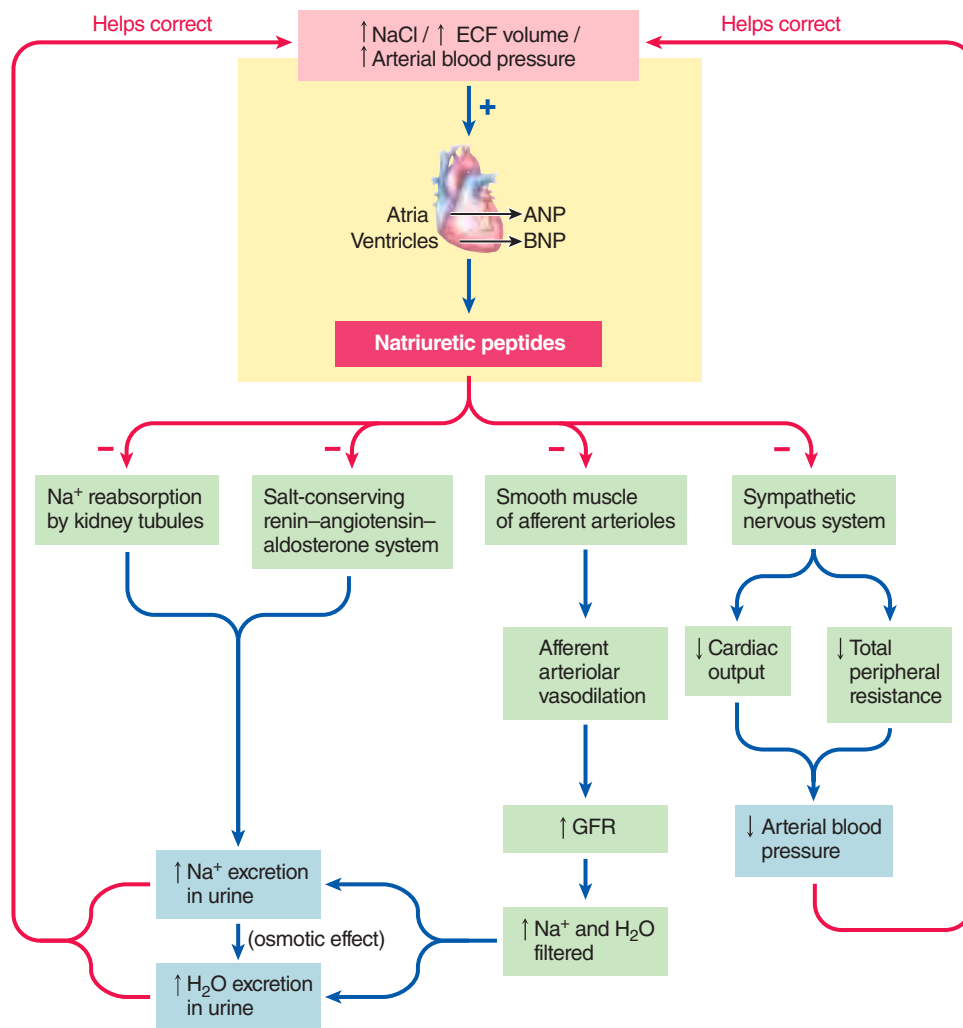 Helps correct
Helps correct
↑NaCl / ↑ ECF volume /
↑Arterial blood pressure
+
Atria
ANP
Ventricles
BNP
Natriuretic peptides
–
–
–
–
Na⁺ reabsorption
by kidney tubules
Salt-conserving
renin–angiotensin–
aldosterone system
Smooth muscle
of afferent arterioles
Sympathetic
nervous system
Afferent
arteriolar
vasodilation
↓ Cardiac
output
↓ Total
peripheral
resistance
↑ GFR
↓ Arterial blood
pressure
↑ Na⁺ excretion
in urine
(osmotic effect)
↑ H₂O excretion
in urine
↑ Na⁺ and H₂O
filtered